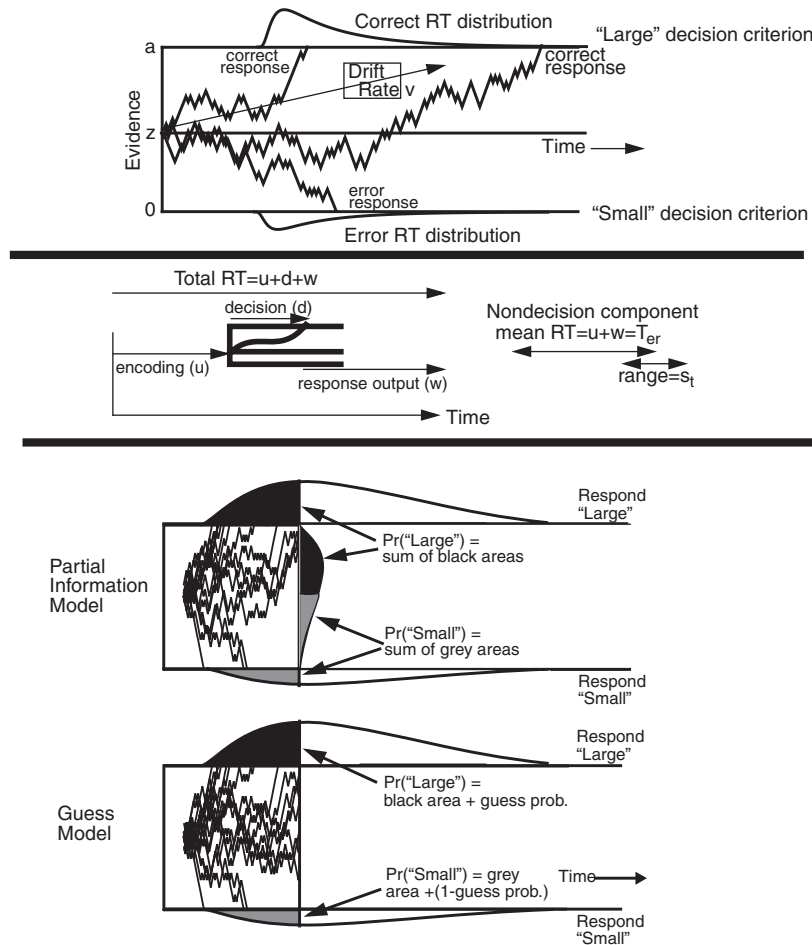 Correct RT distribution
"Large" decision criterion
a
correct
response
correct
response
Drift
Rate v
Evidence
z
Time
error
response
0
"Small" decision criterion
Error RT distribution
Total RT=u+d+w
decision (d)
Nondecision component
mean RT=u+w=Ter
encoding (u)
response output (w)
range=st
Time
Respond
"Large"
Partial
Information
Model
Pr("Large") =
sum of black areas
Pr("Small") =
sum of grey areas
Respond
"Small"
Respond
"Large"
Guess
Model
Pr("Large") =
black area + guess prob.
Pr("Small") = grey
area +(1-guess prob.)
Time
Respond
"Small"